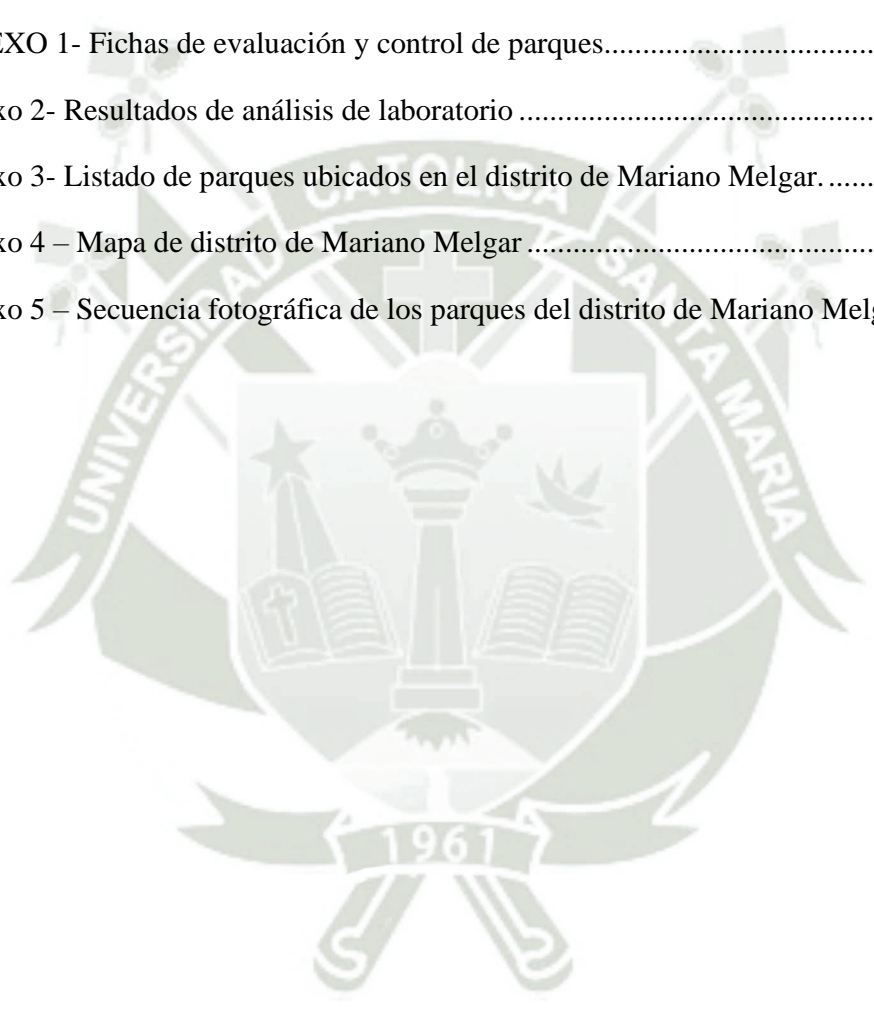 EXO 1- Fichas de evaluación y control de parques......................................
xo 2- Resultados de análisis de laboratorio ................................................
xo 3- Listado de parques ubicados en el distrito de Mariano Melgar. ......
xo 4 – Mapa de distrito de Mariano Melgar ...............................................
xo 5 – Secuencia fotográfica de los parques del distrito de Mariano Melg
UNIVERSIDAD CATOLICA SANTA MARIA
1961